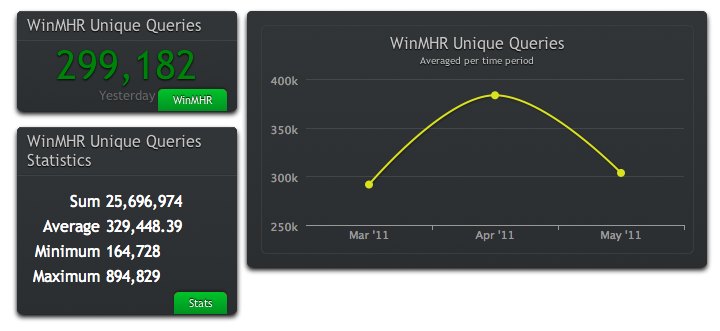 WinMHR Unique Queries
299,182
Yesterday
WinMHR
WinMHR Unique Queries
Statistics
Sum 25,696,974
Average 329,448.39
Minimum 164,728
Maximum 894,829
Stats
WinMHR Unique Queries
Averaged per time period
400k
350k
300k
250k
Mar '11 Apr '11 May '11